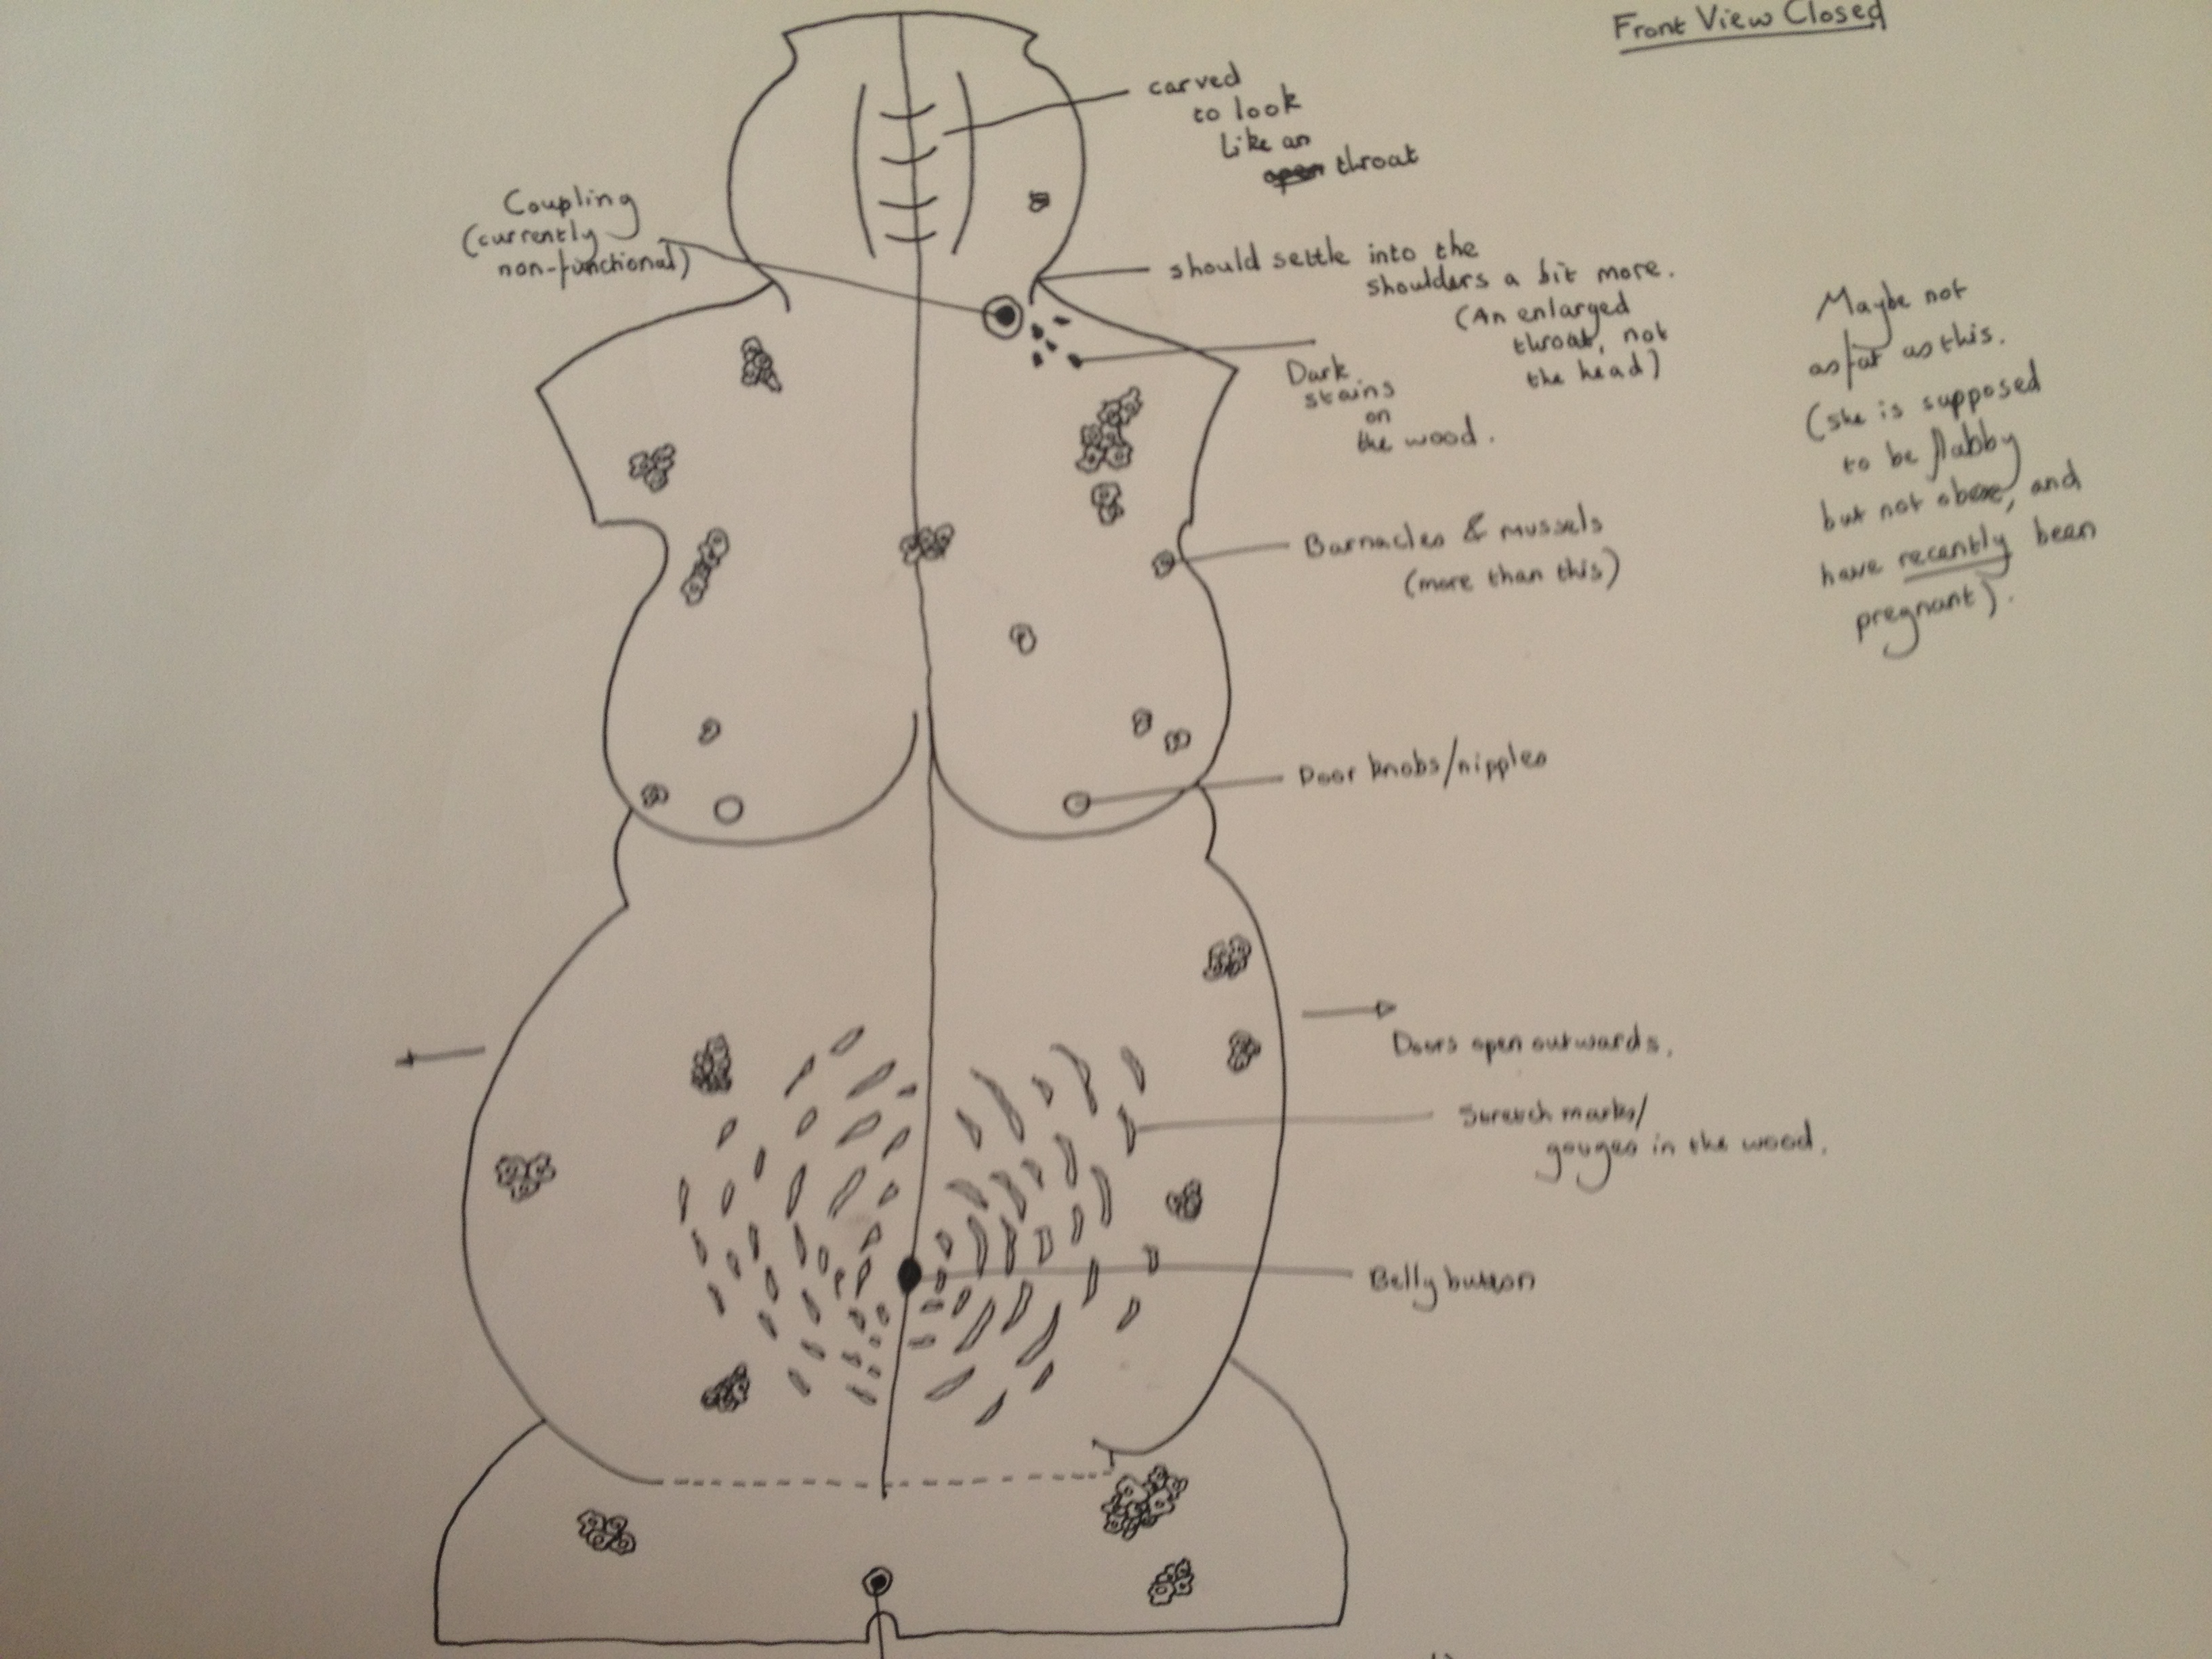 Front View Closed
carved
to look
like an
open throat
Coupling
(currently
non-functional)
should settle into the
shoulders a bit more.
(An enlarged
throat, not
the head)
Dark
stains
on
the wood.
Maybe not
as fat as this.
(she is supposed
to be flabby
but not obese, and
have recently been
pregnant).
Barnacles & mussels
(more than this)
Door knobs/nipples
Doors open outwards.
Stretch marks/
gouges in the wood.
Belly button